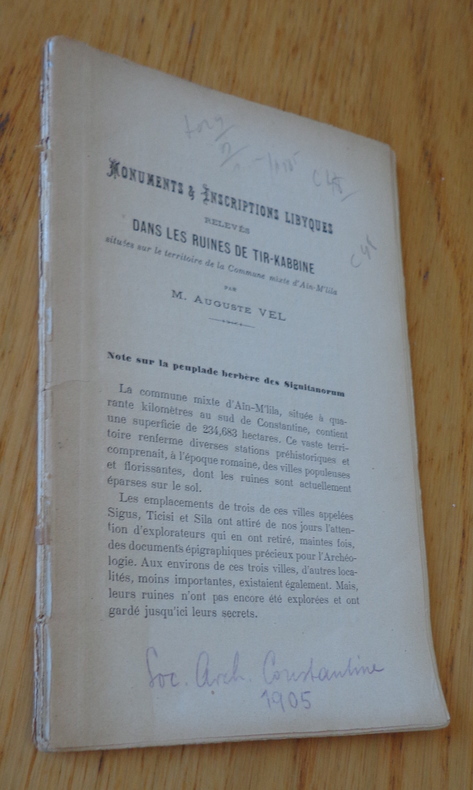 MONUMENTS & INSCRIPTIONS LIBYQUES
RELEVÉS
DANS LES RUINES DE TIR-KABBINE
situées sur le territoire de la Commune mixte d'Aïn-M'lila
PAR
M. AUGUSTE VEL
Note sur la peuplade berbère des Siguitanorum
La commune mixte d'Aïn-M'lila, située à qua-
rante kilomètres au sud de Constantine, contient
une superficie de 234,683 hectares. Ce vaste terri-
toire renferme diverses stations préhistoriques et
comprenait, à l'époque romaine, des villes populeuses
et florissantes, dont les ruines sont actuellement
éparses sur le sol.
Les emplacements de trois de ces villes appelées
Sigus, Ticisi et Sila ont attiré de nos jours l'atten-
tion d'explorateurs qui en ont retiré, maintes fois,
des documents épigraphiques précieux pour l'Archéo-
logie. Aux environs de ces trois villes, d'autres loca-
lités, moins importantes, existaient également. Mais,
leurs ruines n'ont pas encore été explorées et ont
gardé jusqu'ici leurs secrets.
Soc. Arch. Constantine
1905